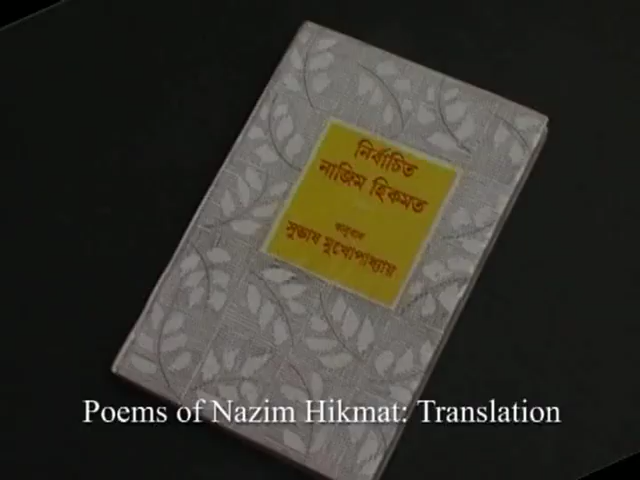 নির্বাচিত
নাজিম হিকমত
অনুবাদ
সুভাষ মুখোপাধ্যায়
Poems of Nazim Hikmat: Translation